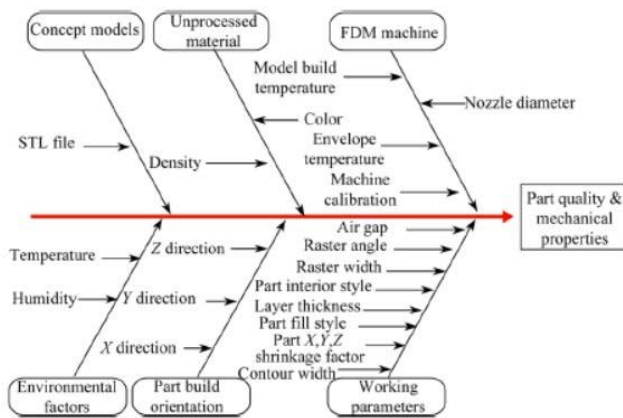 Concept models
Unprocessed
material
FDM machine
Model build
temperature
Nozzle diameter
Color
STL file
Density
Envelope
temperature
Machine
calibration
Part quality &
mechanical
properties
Air gap
Raster angle
Raster width
Part interior style
Layer thickness
Part fill style
Part X,Y,Z
shrinkage factor
Contour width
Temperature
Z direction
Humidity
Y direction
X direction
Environmental
factors
Part build
orientation
Working
parameters